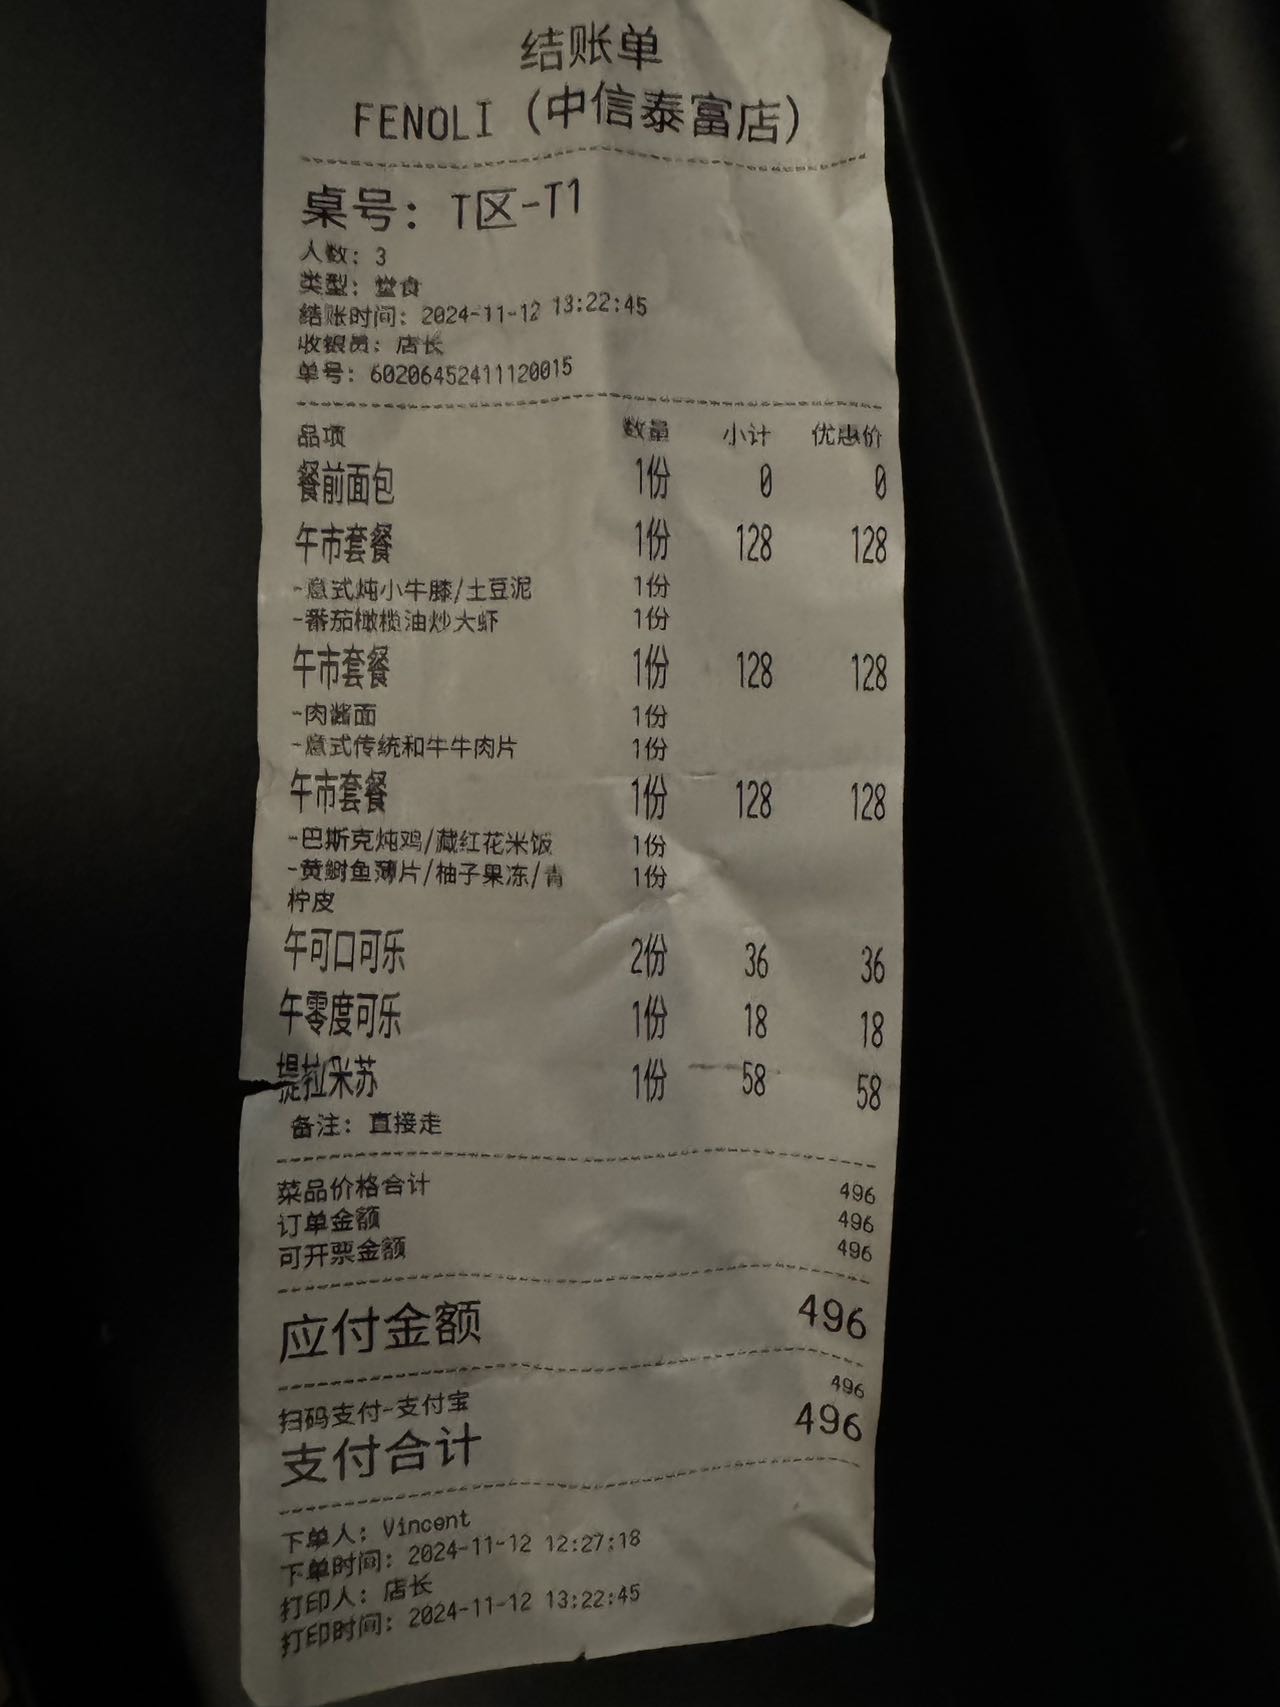 结账单
FENOLI（中信泰富店）
桌号：T区-T1
人数：3
类型：堂食
结账时间：2024-11-12 13:22:45
收银员：店长
单号：60206452411120015
品项 数量 小计 优惠价
餐前面包 1份 0 0
午市套餐 1份 128 128
-意式炖小牛膝/土豆泥 1份
-番茄橄榄油炒大虾 1份
午市套餐 1份 128 128
-肉酱面 1份
-意式传统和牛牛肉片 1份
午市套餐 1份 128 128
-巴斯克炖鸡/藏红花米饭 1份
-黄鰤鱼薄片/柚子果冻/青 1份
柠皮
午可口可乐 2份 36 36
午零度可乐 1份 18 18
提拉米苏 1份 58 58
备注：直接走
菜品价格合计 496
订单金额 496
可开票金额 496
应付金额 496
扫码支付-支付宝 496
支付合计 496
下单人：Vincent
下单时间：2024-11-12 12:27:18
打印人：店长
打印时间：2024-11-12 13:22:45